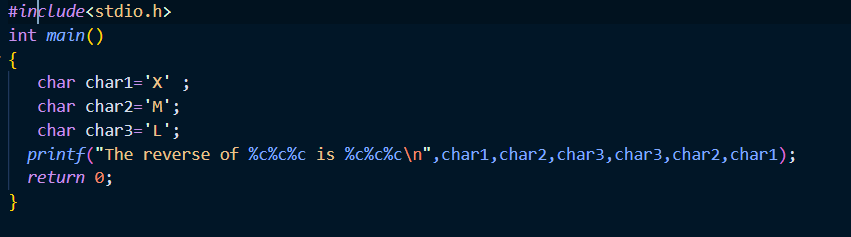 #include<stdio.h>
int main()
{
char char1='X' ;
char char2='M';
char char3='L';
printf("The reverse of %c%c%c is %c%c%c\n",char1,char2,char3,char3,char2,char1);
return 0;
}